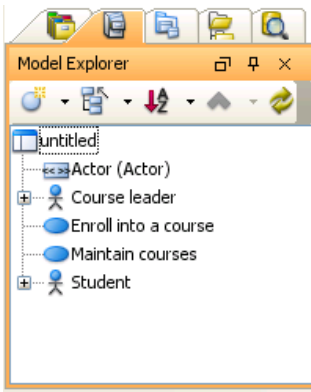 Model Explorer
untitled
<< >>Actor (Actor)
Course leader
Enroll into a course
Maintain courses
Student